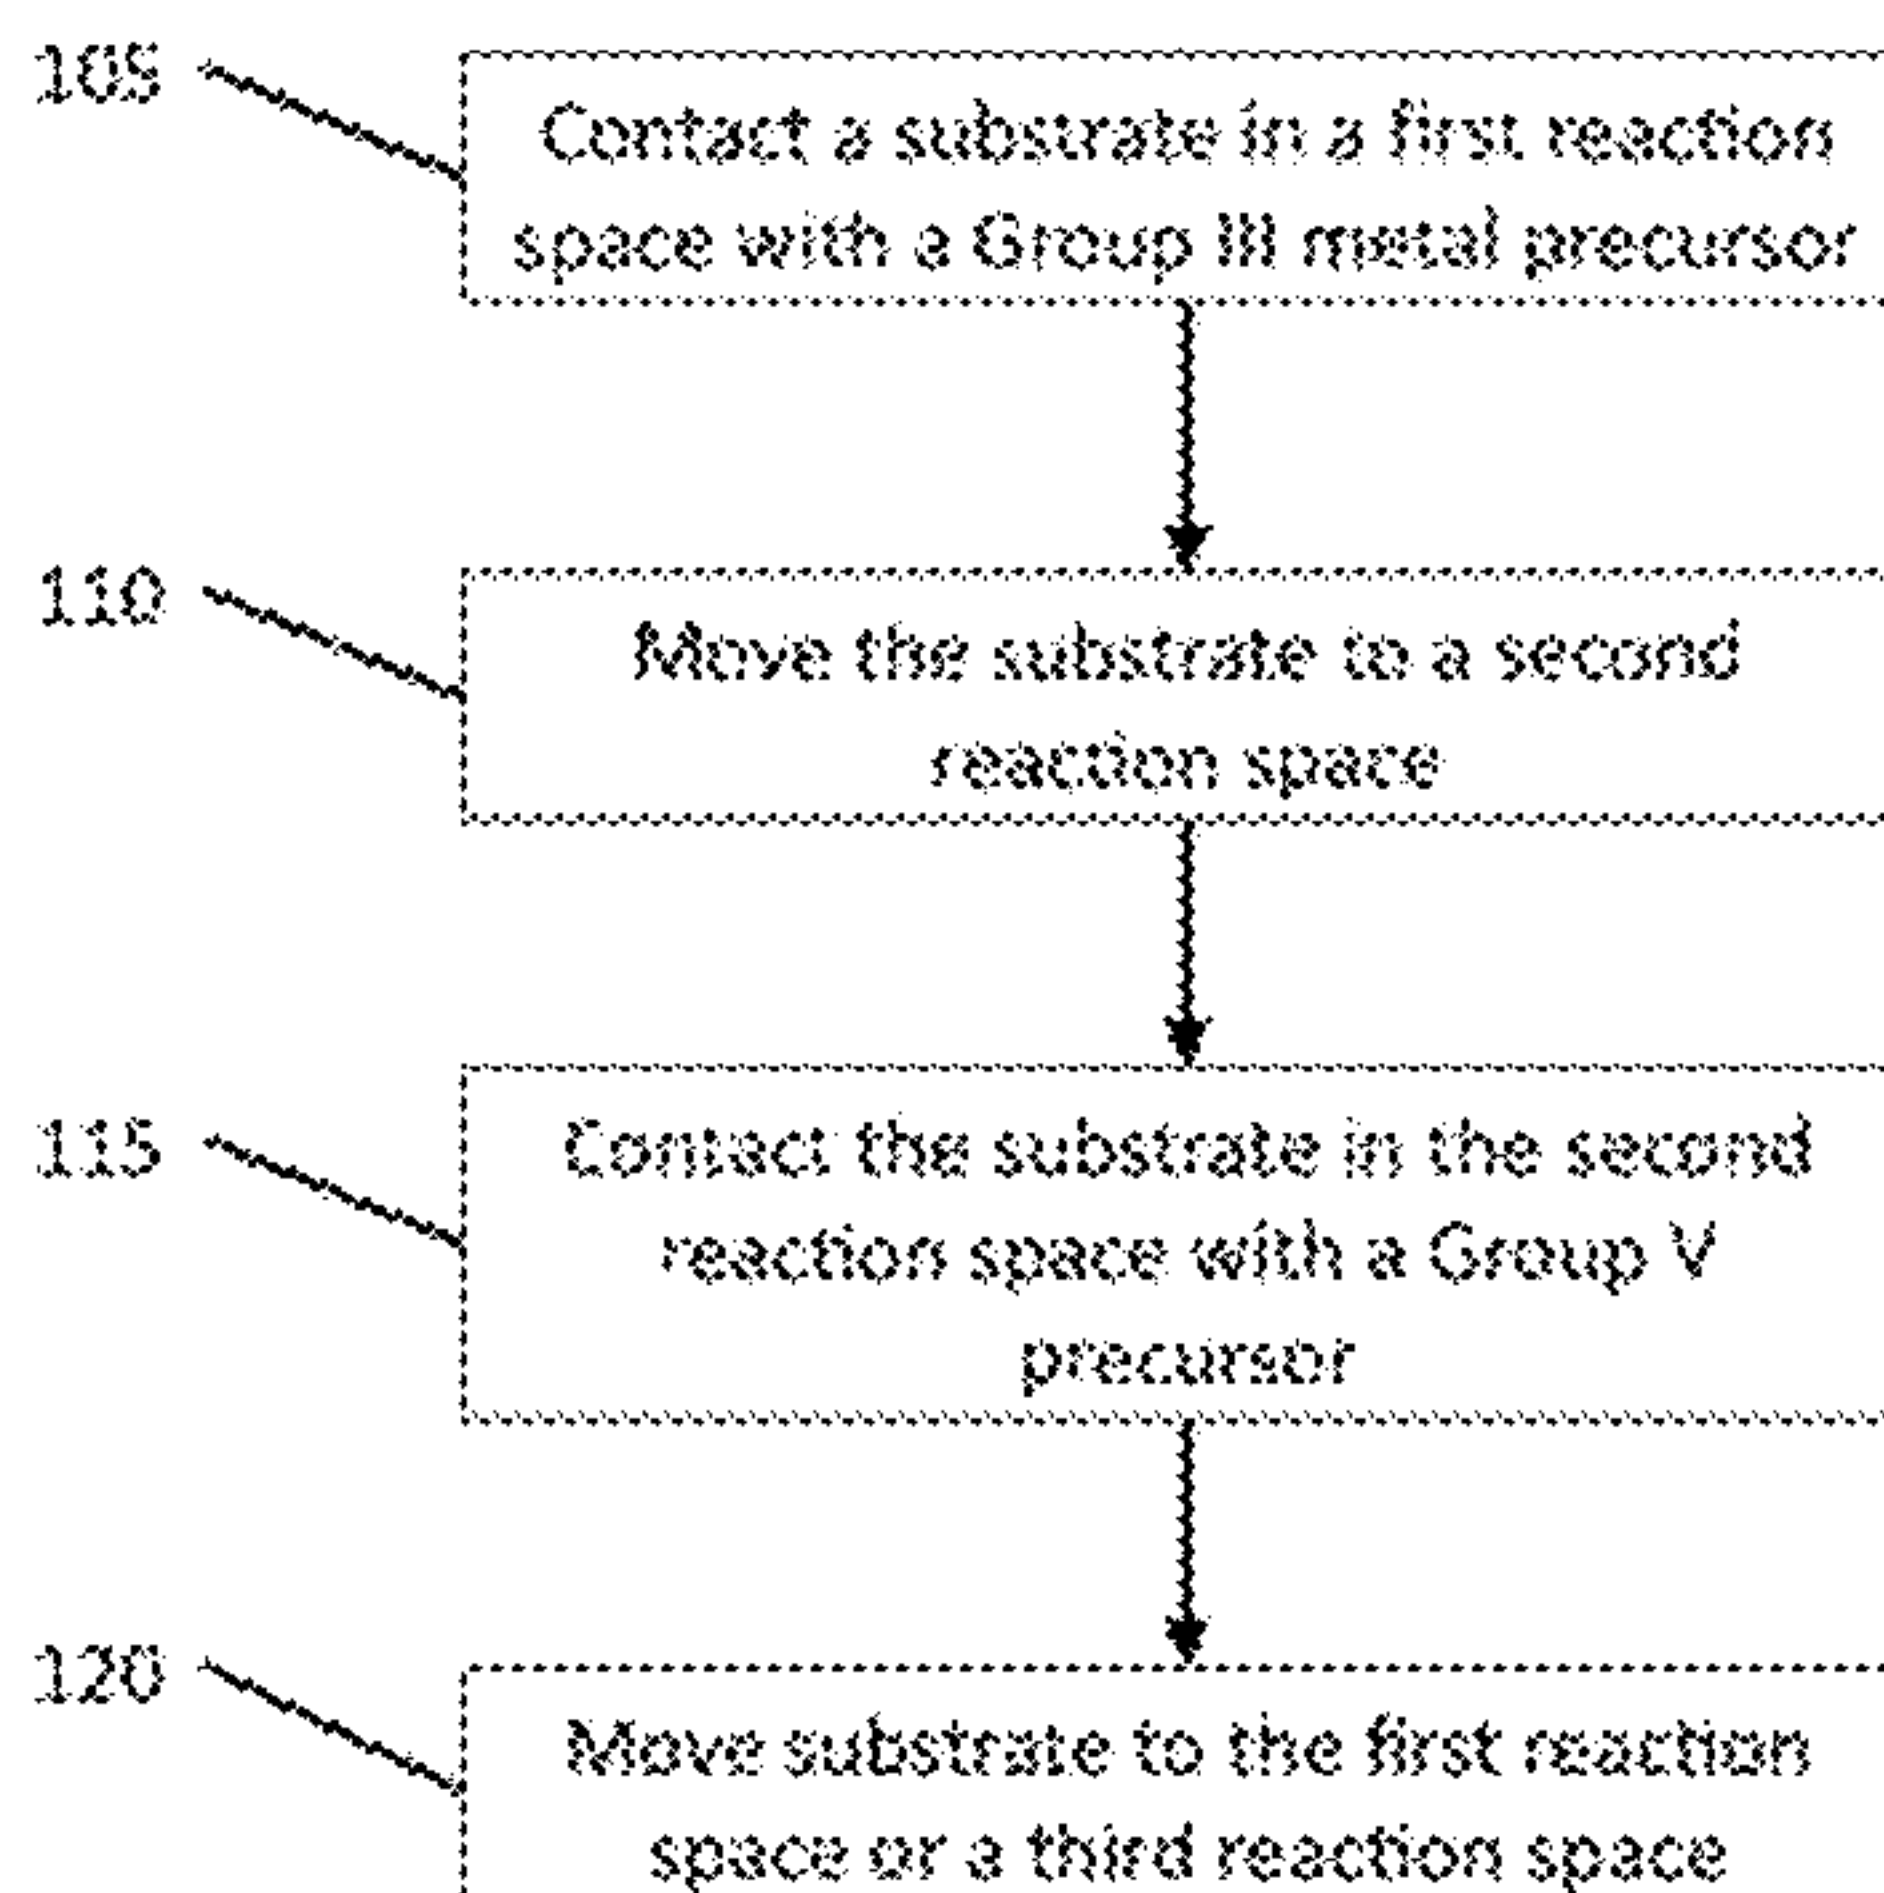 105
Contact a substrate in a first reaction
space with a Group III metal precursor
110
Move the substrate to a second
reaction space
115
Contact the substrate in the second
reaction space with a Group V
precursor
120
Move substrate to the first reaction
space or a third reaction space